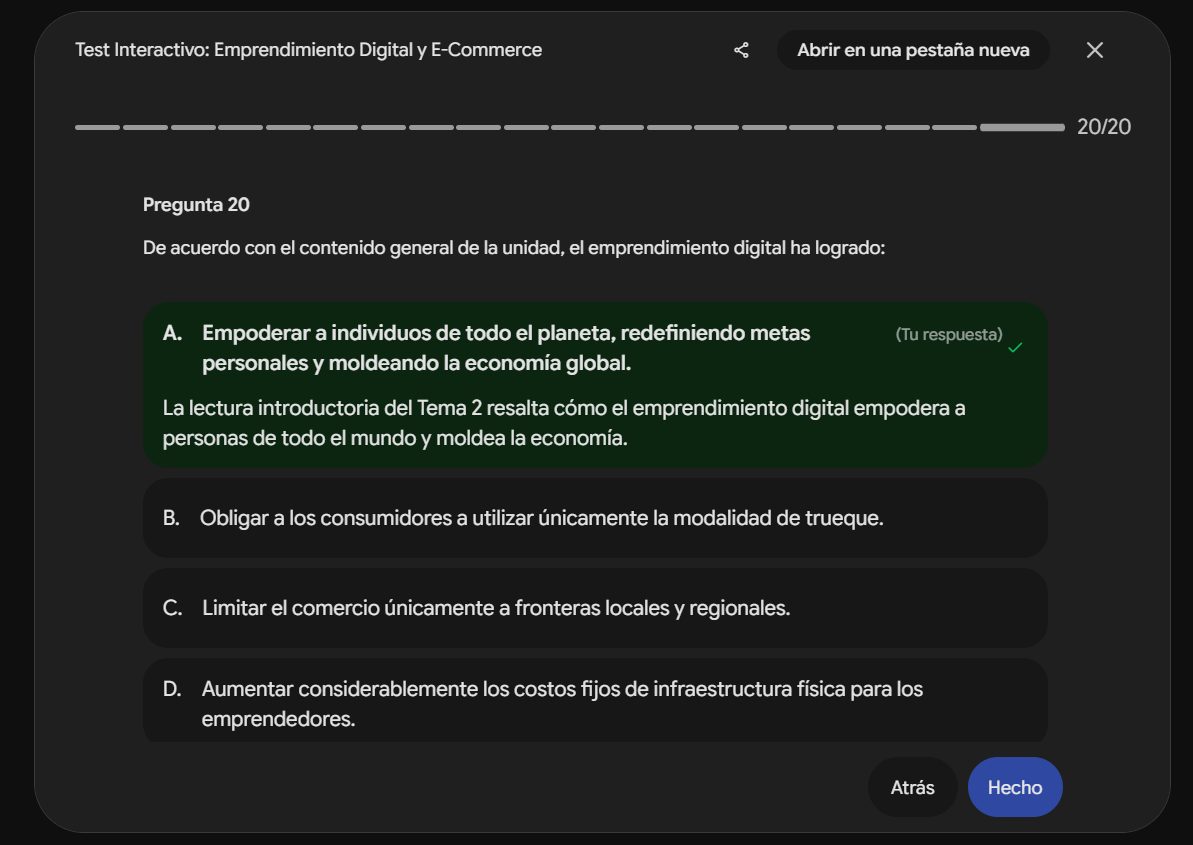 Test Interactivo: Emprendimiento Digital y E-Commerce
Abrir en una pestaña nueva
20/20
Pregunta 20
De acuerdo con el contenido general de la unidad, el emprendimiento digital ha logrado:
A. Empoderar a individuos de todo el planeta, redefiniendo metas
personales y moldeando la economía global.
(Tu respuesta)
La lectura introductoria del Tema 2 resalta cómo el emprendimiento digital empodera a
personas de todo el mundo y moldea la economía.
B. Obligar a los consumidores a utilizar únicamente la modalidad de trueque.
C. Limitar el comercio únicamente a fronteras locales y regionales.
D. Aumentar considerablemente los costos fijos de infraestructura física para los
emprendedores.
Atrás
Hecho